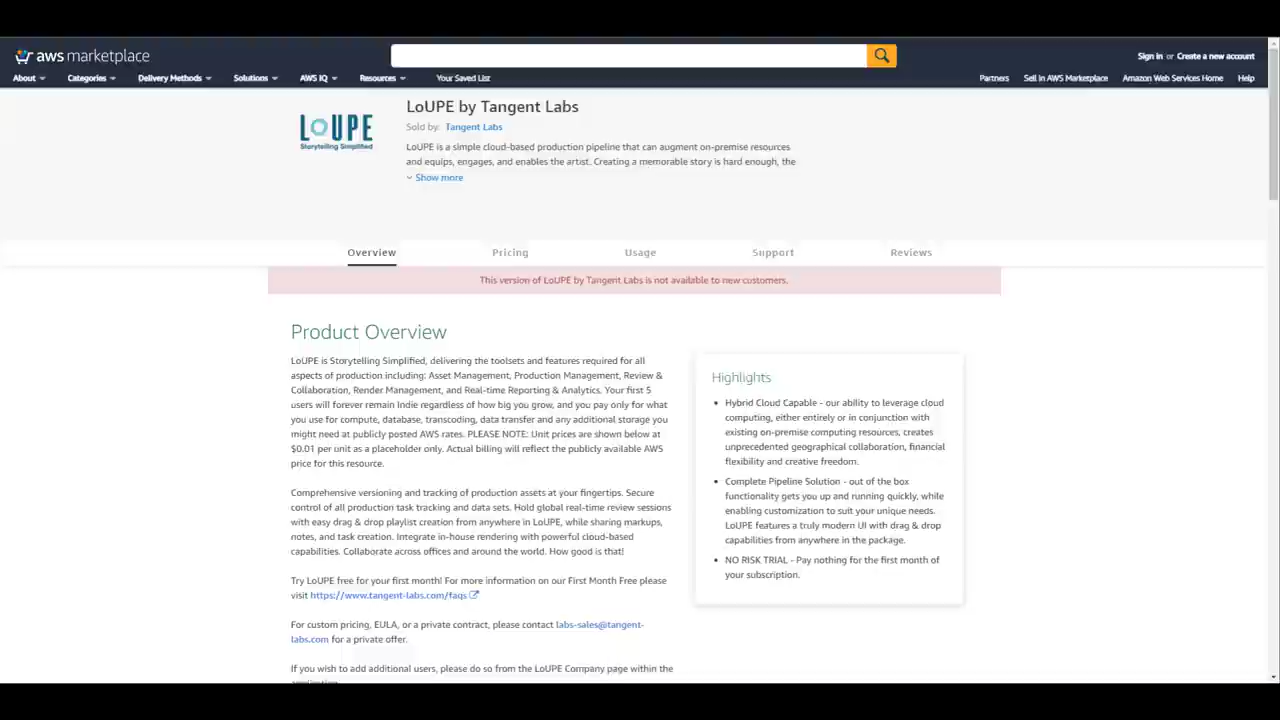 aws marketplace
Sign in or Create a new account
About Categories Delivery Methods Solutions AWS IQ Resources Your Saved List Partners Sell in AWS Marketplace Amazon Web Services Home Help
LOUPE
Storytelling Simplified
LoUPE by Tangent Labs
Sold by: Tangent Labs
LoUPE is a simple cloud-based production pipeline that can augment on-premise resources
and equips, engages, and enables the artist. Creating a memorable story is hard enough, the
Show more
Overview Pricing Usage Support Reviews
This version of LoUPE by Tangent Labs is not available to new customers.
Product Overview
LoUPE is Storytelling Simplified, delivering the toolsets and features required for all
aspects of production including: Asset Management, Production Management, Review &
Collaboration, Render Management, and Real-time Reporting & Analytics. Your first 5
users will forever remain Indie regardless of how big you grow, and you pay only for what
you use for compute, database, transcoding, data transfer and any additional storage you
might need at publicly posted AWS rates. PLEASE NOTE: Unit prices are shown below at
$0.01 per unit as a placeholder only. Actual billing will reflect the publicly available AWS
price for this resource.
Comprehensive versioning and tracking of production assets at your fingertips. Secure
control of all production task tracking and data sets. Hold global real-time review sessions
with easy drag & drop playlist creation from anywhere in LoUPE, while sharing markups,
notes, and task creation. Integrate in-house rendering with powerful cloud-based
capabilities. Collaborate across offices and around the world. How good is that!
Try LoUPE free for your first month! For more information on our First Month Free please
visit https://www.tangent-labs.com/faqs
For custom pricing, EULA, or a private contract, please contact labs-sales@tangent-
labs.com for a private offer.
If you wish to add additional users, please do so from the LoUPE Company page within the
application.
Highlights
• Hybrid Cloud Capable - our ability to leverage cloud
computing, either entirely or in conjunction with
existing on-premise computing resources, creates
unprecedented geographical collaboration, financial
flexibility and creative freedom.
• Complete Pipeline Solution - out of the box
functionality gets you up and running quickly, while
enabling customization to suit your unique needs.
LoUPE features a truly modern UI with drag & drop
capabilities from anywhere in the package.
• NO RISK TRIAL - Pay nothing for the first month of
your subscription.